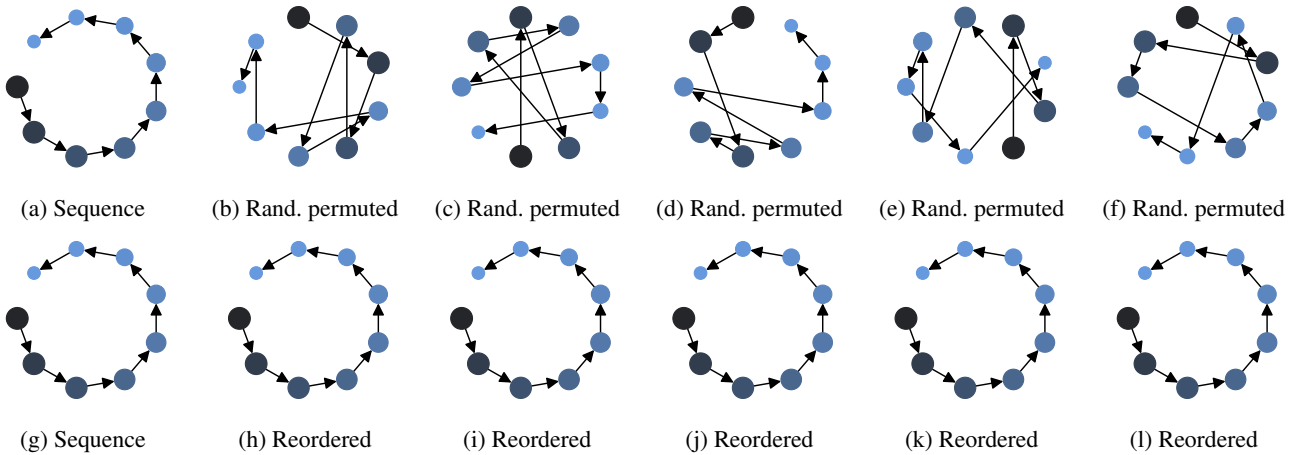 (a) Sequence (b) Rand. permuted (c) Rand. permuted (d) Rand. permuted (e) Rand. permuted (f) Rand. permuted
(g) Sequence (h) Reordered (i) Reordered (j) Reordered (k) Reordered (l) Reordered